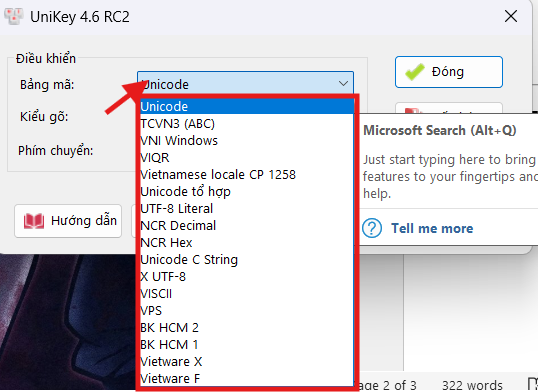 UniKey 4.6 RC2
Điều khiển
Bảng mã:
Unicode
Đóng
Kiểu gõ:
Phím chuyển:
Hướng dẫn
Unicode
TCVN3 (ABC)
VNI Windows
VIQR
Vietnamese locale CP 1258
Unicode tổ hợp
UTF-8 Literal
NCR Decimal
NCR Hex
Unicode C String
X UTF-8
VISCII
VPS
BK HCM 2
BK HCM 1
Vietware X
Vietware F
Microsoft Search (Alt+Q)
Just start typing here to bring
features to your fingertips and
help.
Tell me more
age 2 of 3
322 words